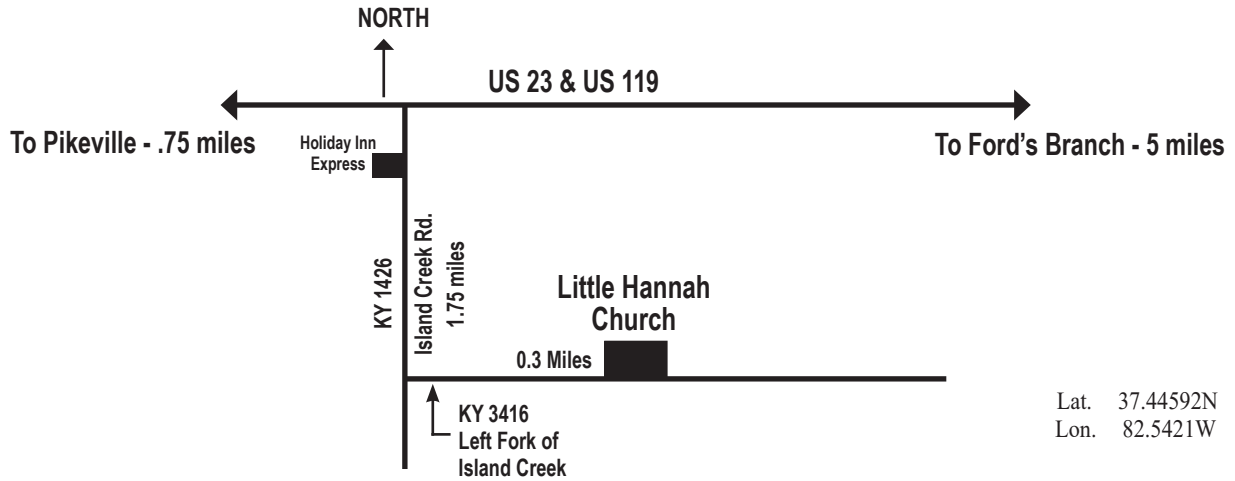 NORTH
US 23 & US 119
To Pikeville - .75 miles
Holiday Inn
Express
To Ford's Branch - 5 miles
KY 1426
Island Creek Rd.
1.75 miles
Little Hannah
Church
0.3 Miles
KY 3416
Left Fork of
Island Creek
Lat. 37.44592N
Lon. 82.5421W